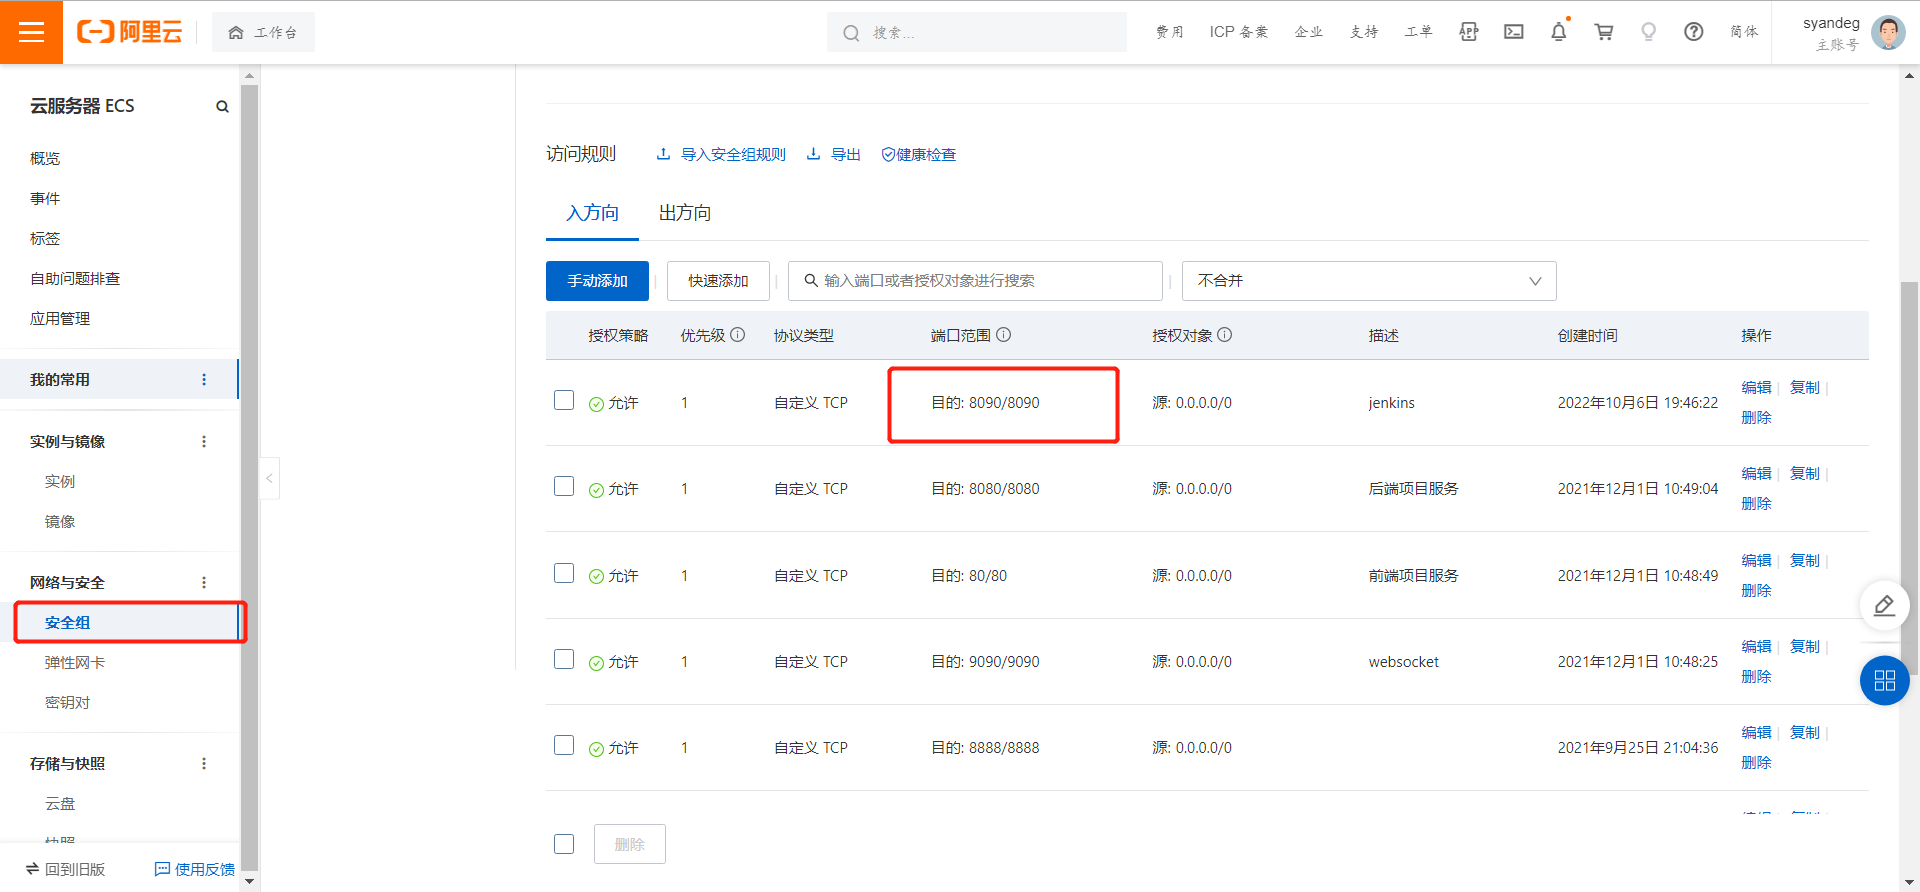 阿里云
工作台
搜索...
费用
ICP 备案
企业
支持
工单
APP
简体
syandeg
主账号
云服务器 ECS
概览
事件
标签
自助问题排查
应用管理
我的常用
实例与镜像
实例
镜像
网络与安全
安全组
弹性网卡
密钥对
存储与快照
云盘
快照
回到旧版
使用反馈
访问规则
导入安全组规则
导出
健康检查
入方向
出方向
手动添加
快速添加
输入端口或者授权对象进行搜索
不合并
授权策略 优先级 协议类型 端口范围 授权对象 描述 创建时间 操作
允许 1 自定义 TCP 目的: 8090/8090 源: 0.0.0.0/0 jenkins 2022年10月6日 19:46:22 编辑 复制
删除
允许 1 自定义 TCP 目的: 8080/8080 源: 0.0.0.0/0 后端项目服务 2021年12月1日 10:49:04 编辑 复制
删除
允许 1 自定义 TCP 目的: 80/80 源: 0.0.0.0/0 前端项目服务 2021年12月1日 10:48:49 编辑 复制
删除
允许 1 自定义 TCP 目的: 9090/9090 源: 0.0.0.0/0 websocket 2021年12月1日 10:48:25 编辑 复制
删除
允许 1 自定义 TCP 目的: 8888/8888 源: 0.0.0.0/0 2021年9月25日 21:04:36 编辑 复制
删除
删除